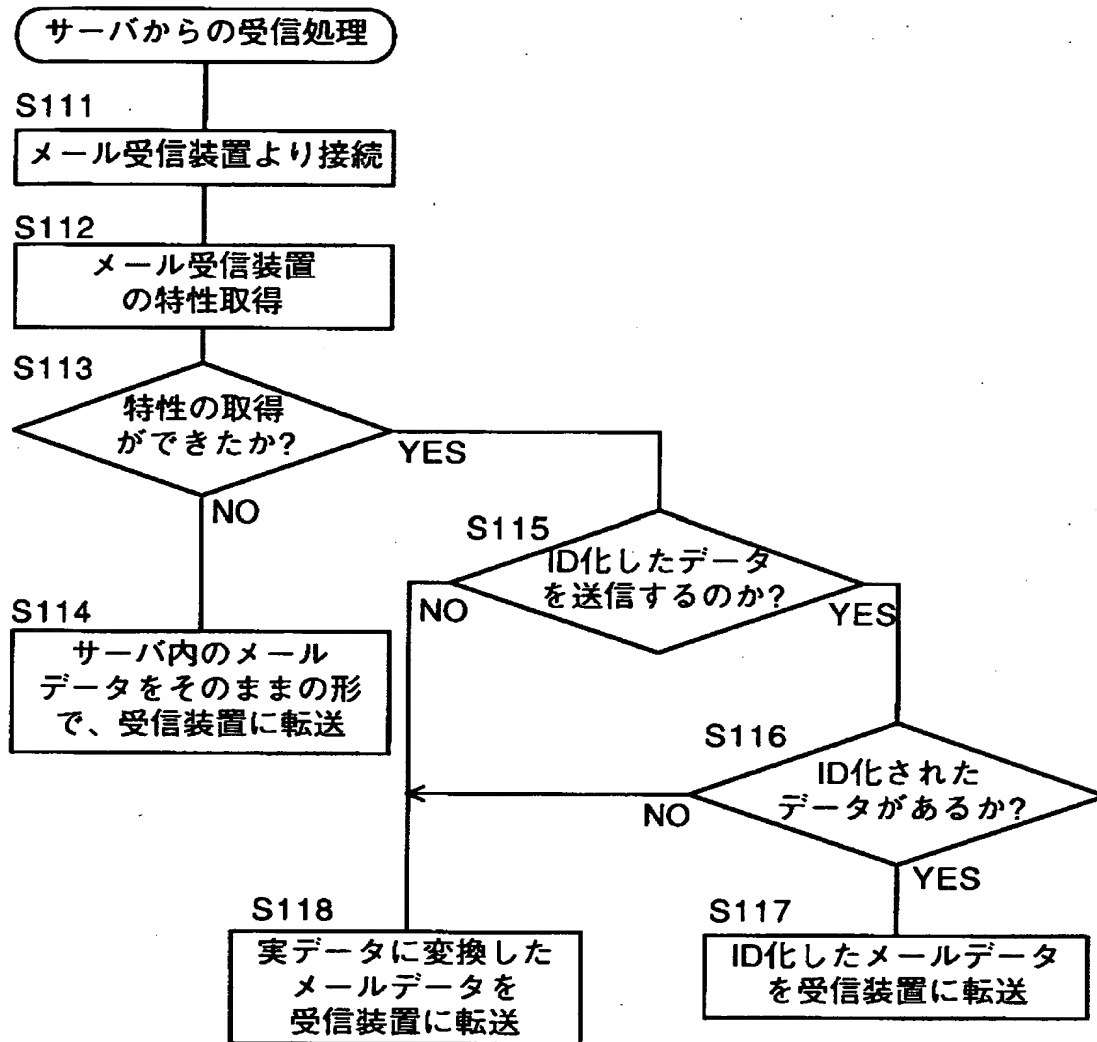 サーバからの受信処理
S111
メール受信装置より接続
S112
メール受信装置
の特性取得
S113
特性の取得
ができたか?
YES
NO
S114
サーバ内のメール
データをそのままの形
で、受信装置に転送
S115
ID化したデータ
を送信するのか?
NO
YES
S116
ID化された
データがあるか?
NO
YES
S117
ID化したメールデータ
を受信装置に転送
S118
実データに変換した
メールデータを
受信装置に転送